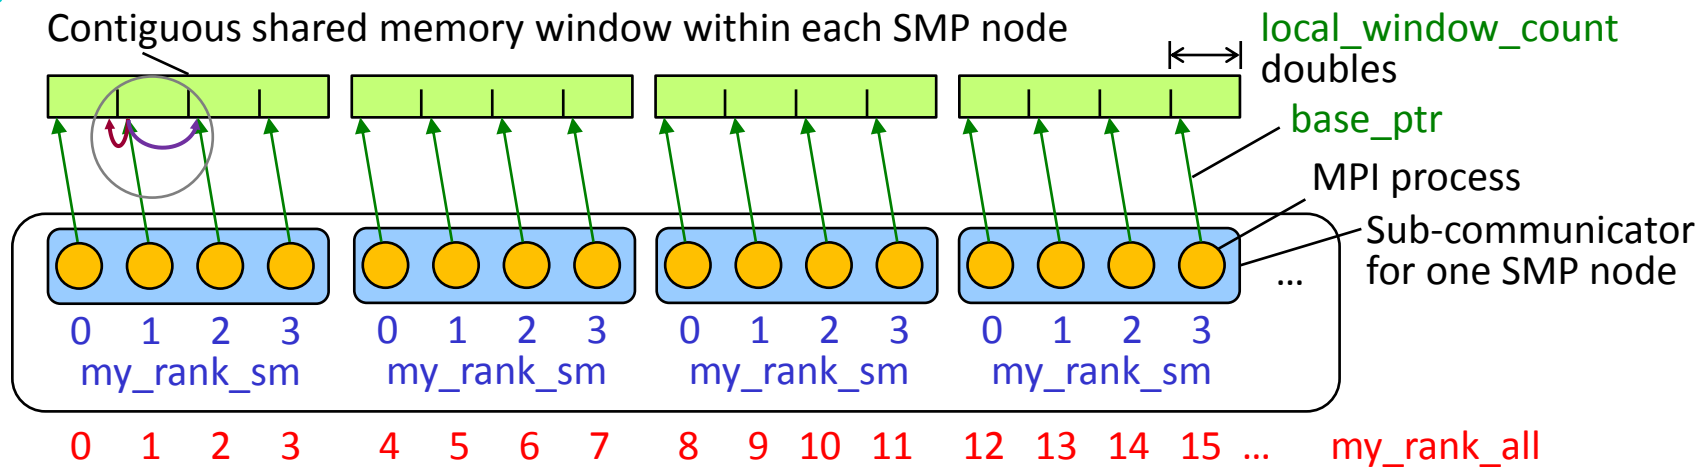 Contiguous shared memory window within each SMP node
local_window_count
doubles
base_ptr
MPI process
Sub-communicator
for one SMP node
...
0 1 2 3 0 1 2 3 0 1 2 3 0 1 2 3
my_rank_sm my_rank_sm my_rank_sm my_rank_sm
0 1 2 3 4 5 6 7 8 9 10 11 12 13 14 15 ... my_rank_all